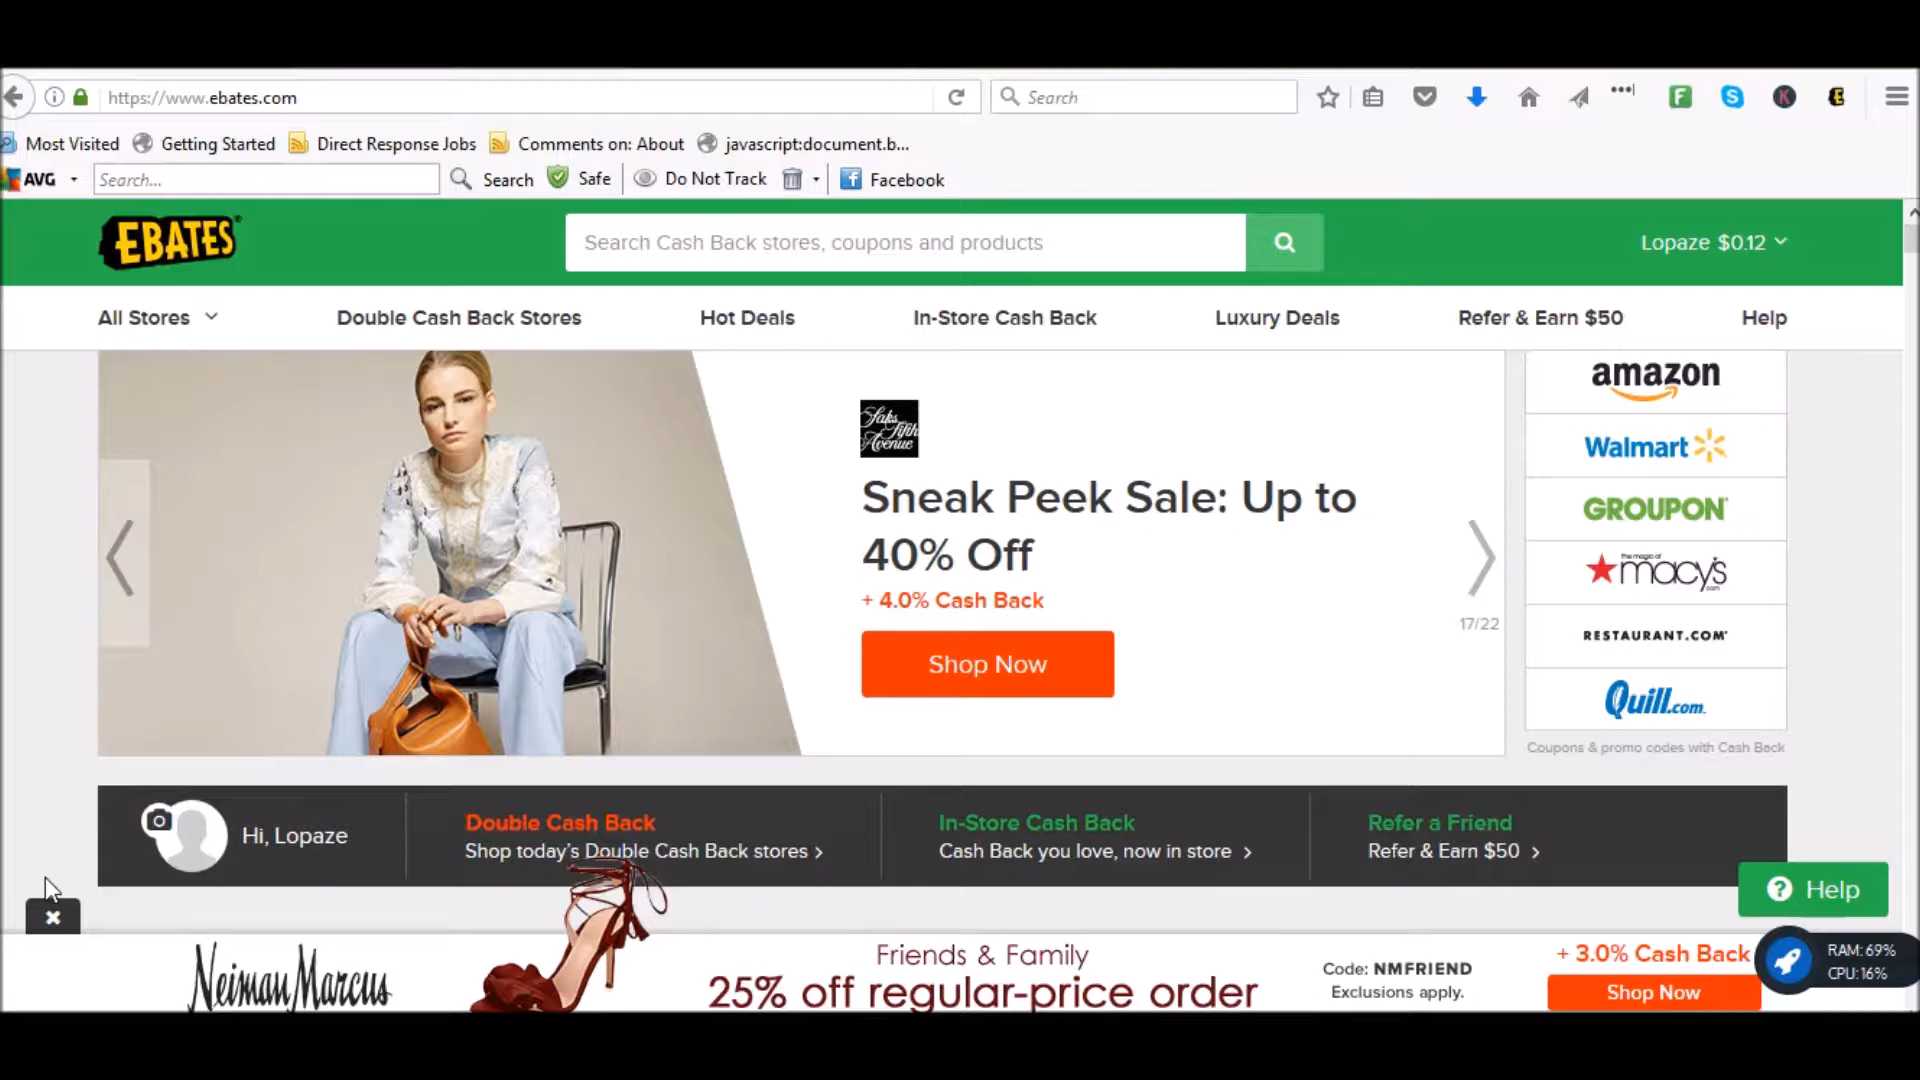 https://www.ebates.com
Search
Most Visited
Getting Started
Direct Response Jobs
Comments on: About
javascript:document.b...
AVG
Search...
Search
Safe
Do Not Track
Facebook
EBATES
Search Cash Back stores, coupons and products
Lopaze $0.12
All Stores
Double Cash Back Stores
Hot Deals
In-Store Cash Back
Luxury Deals
Refer & Earn $50
Help
Saks
Fifth
Avenue
Sneak Peek Sale: Up to
40% Off
+ 4.0% Cash Back
Shop Now
17/22
amazon
Walmart
GROUPON
the magic of
macy's
.com
RESTAURANT.COM
Quill.com
Coupons & promo codes with Cash Back
Hi, Lopaze
Double Cash Back
Shop today's Double Cash Back stores >
In-Store Cash Back
Cash Back you love, now in store >
Refer a Friend
Refer & Earn $50 >
Help
Neiman Marcus
Friends & Family
25% off regular-price order
Code: NMFRIEND
Exclusions apply.
+ 3.0% Cash Back
Shop Now
RAM: 69%
CPU: 16%